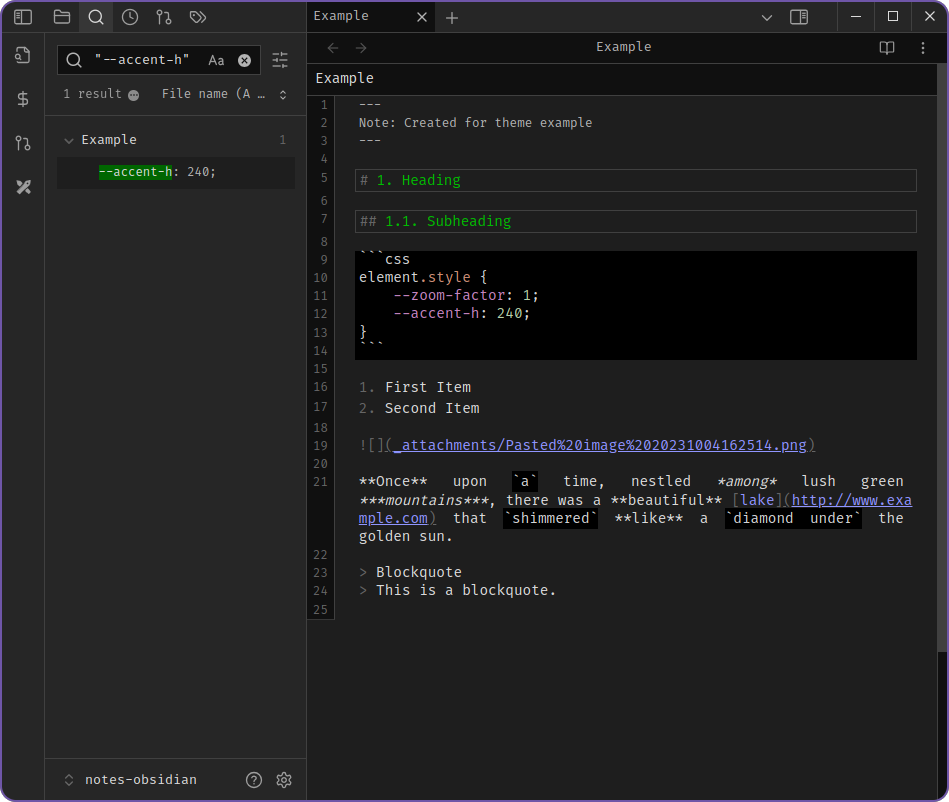 Example
"--accent-h" Aa
1 result File name (A …
Example 1
--accent-h: 240;
notes-obsidian
Example
Example
1 ---
2 Note: Created for theme example
3 ---
4
5 # 1. Heading
6
7 ## 1.1. Subheading
8
9 ```css
10 element.style {
11     --zoom-factor: 1;
12     --accent-h: 240;
13 }
14 ```
15
16 1. First Item
17 2. Second Item
18
19 ![](_attachments/Pasted%20image%2020231004162514.png)
20
21 **Once** upon `a` time, nestled *among* lush green
***mountains***, there was a **beautiful** [lake](http://www.exa
mple.com) that `shimmered` **like** a `diamond under` the
golden sun.
22
23 > Blockquote
24 > This is a blockquote.
25